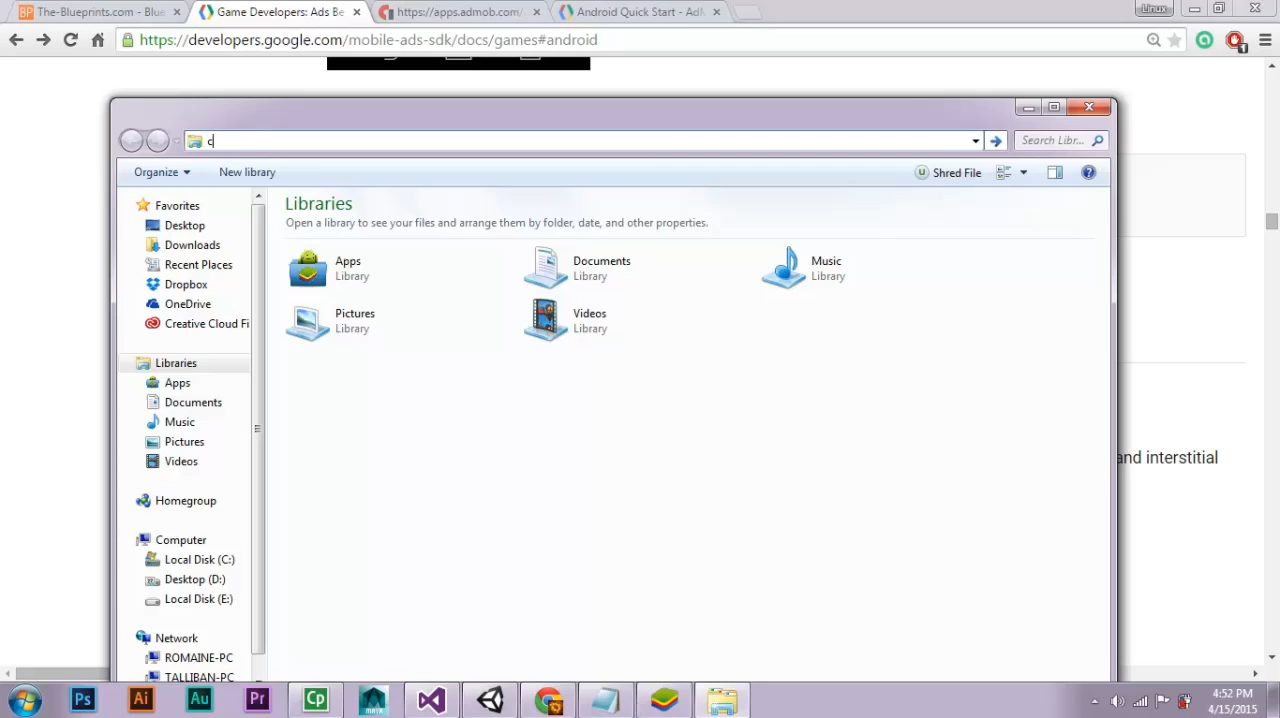 The-Blueprints.com - Blue
Game Developers: Ads Be
https://apps.admob.com/
Android Quick Start - AdM
Linux
https://developers.google.com/mobile-ads-sdk/docs/games#android
c
Search Libr...
Organize
New library
Shred File
Favorites
Desktop
Downloads
Recent Places
Dropbox
OneDrive
Creative Cloud Fi
Libraries
Apps
Documents
Music
Pictures
Videos
Homegroup
Computer
Local Disk (C:)
Desktop (D:)
Local Disk (E:)
Network
ROMAINE-PC
TALLIBAN-PC
Libraries
Open a library to see your files and arrange them by folder, date, and other properties.
Apps
Library
Documents
Library
Music
Library
Pictures
Library
Videos
Library
and interstitial
Ps
Ai
Au
Pr
Cp
4:52 PM
4/15/2015